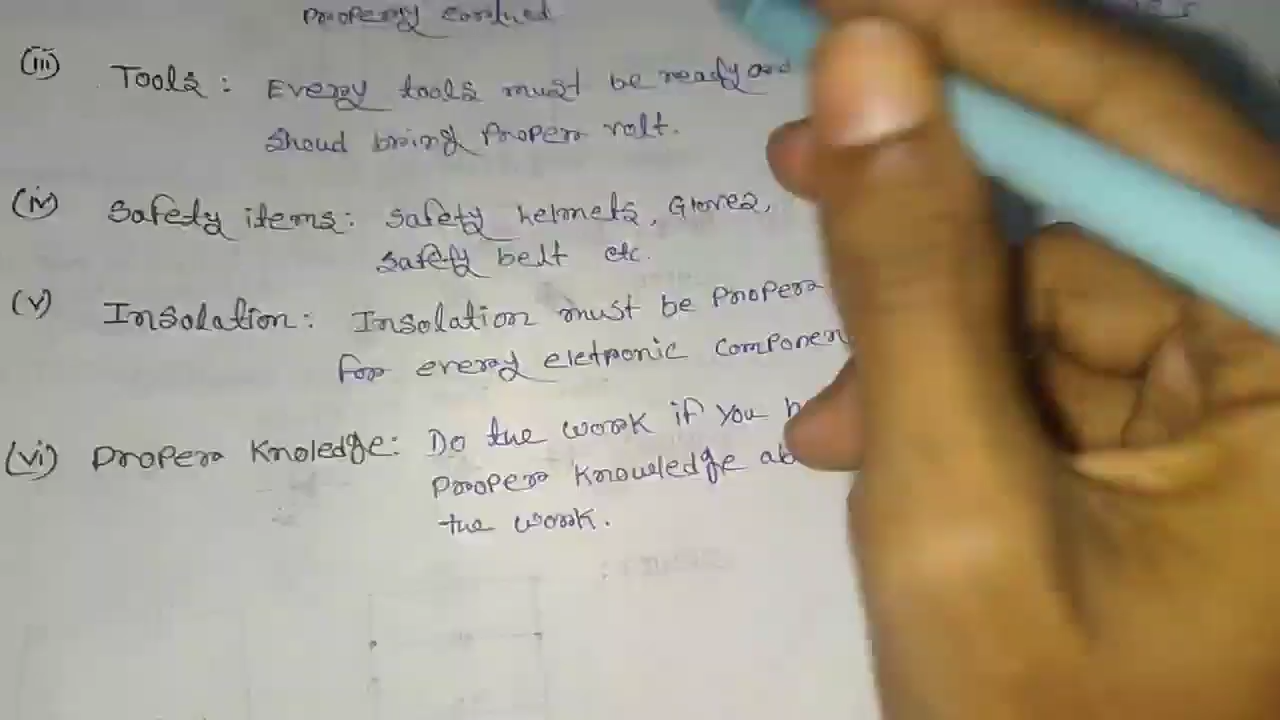 properly
(iii) Tools: Every tools must be ready and
shoud bring proper volt.
(iv) Safety items: Safety helmets, Gloves,
safety belt etc.
(v) Insolation: Insolation must be proper
for every eletronic componen
(vi) Proper Knoledge: Do the work if you h
proper knowledge ab
the work.